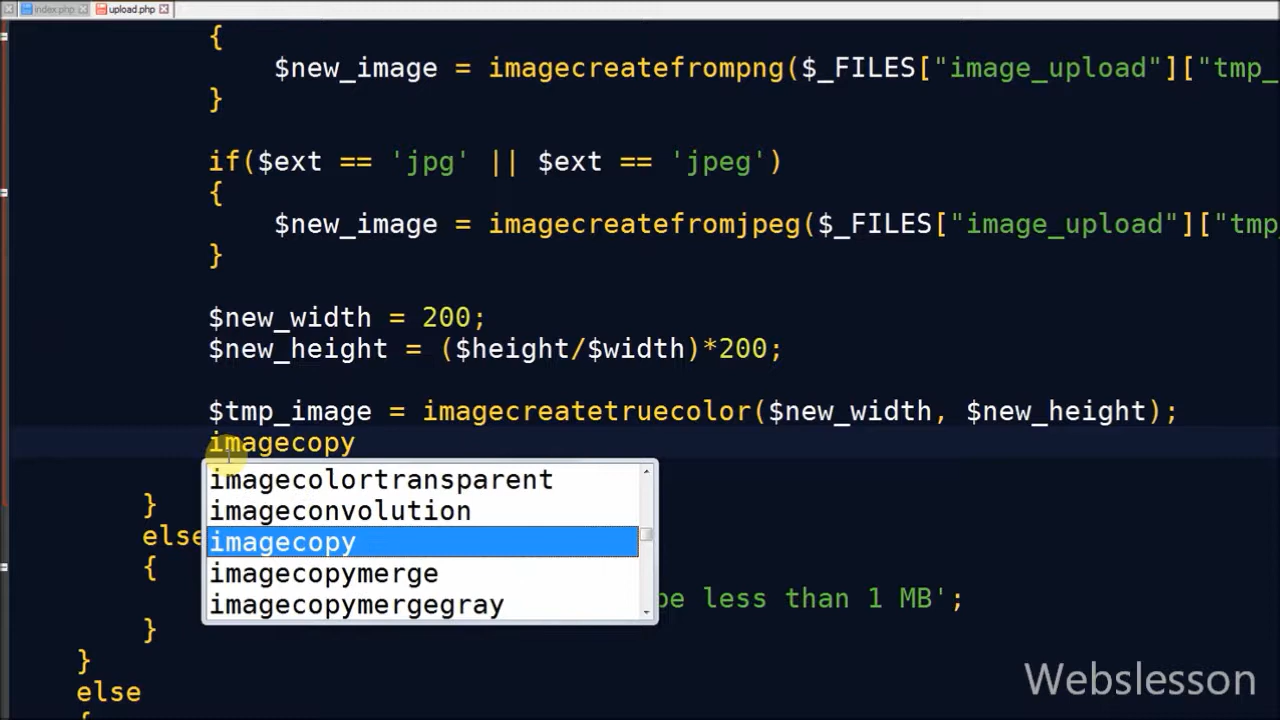 index.php upload.php
{
$new_image = imagecreatefrompng($_FILES["image_upload"]["tmp_
}
if($ext == 'jpg' || $ext == 'jpeg')
{
$new_image = imagecreatefromjpeg($_FILES["image_upload"]["tmp_
}
$new_width = 200;
$new_height = ($height/$width)*200;
$tmp_image = imagecreatetruecolor($new_width, $new_height);
imagecopy
imagecolortransparent
imageconvolution
imagecopy
imagecopymerge
imagecopymergegray
}
else
{
be less than 1 MB';
}
}
else
{
Webslesson